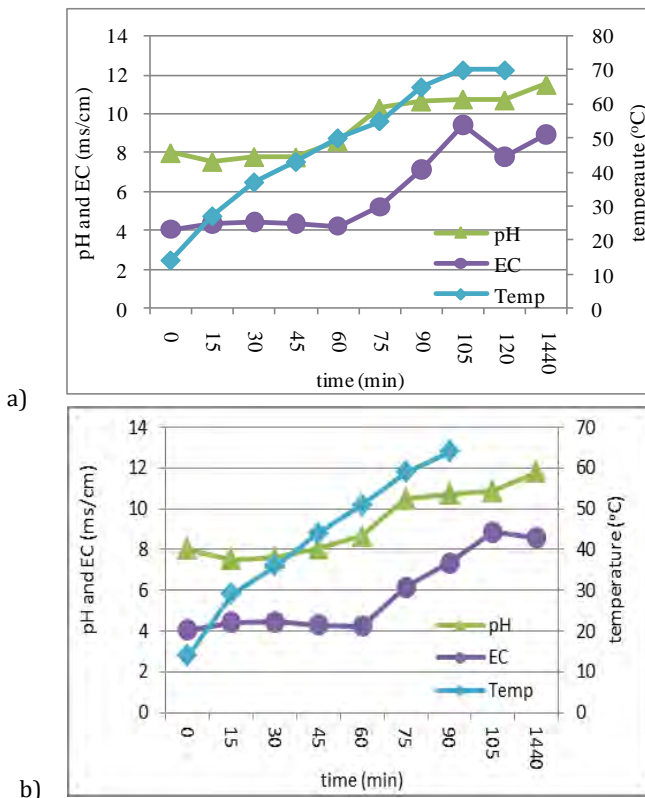 a)
pH and EC (ms/cm)
14
12
10
8
6
4
2
0
80
70
60
50
40
30
20
10
0
temperaute (ºC)
pH
EC
Temp
0 15 30 45 60 75 90 105 120 1440
time (min)
b)
pH and EC (ms/cm)
14
12
10
8
6
4
2
0
70
60
50
40
30
20
10
0
temperature (ºC)
pH
EC
Temp
0 15 30 45 60 75 90 105 1440
time (min)